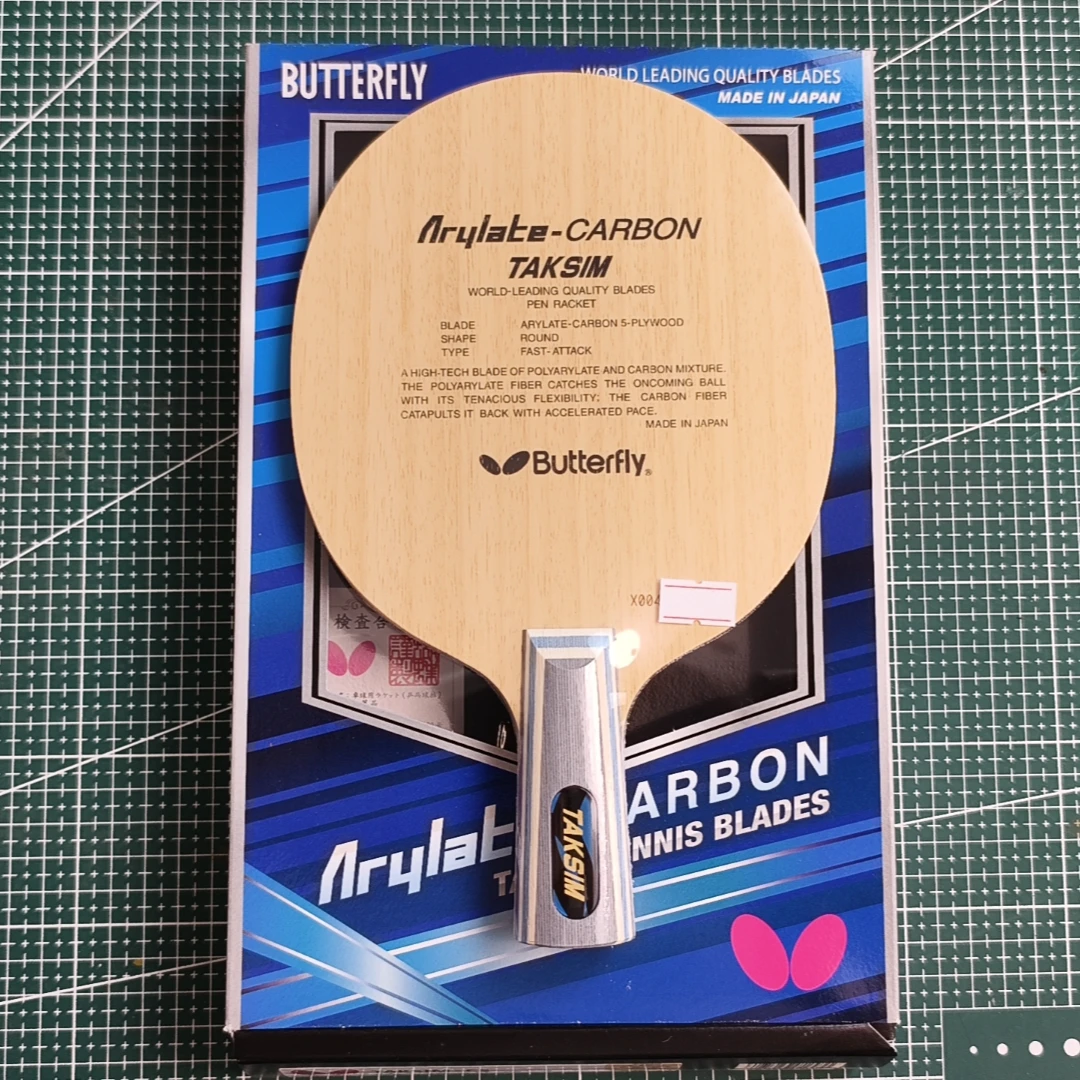 BUTTERFLY
WORLD LEADING QUALITY BLADES
MADE IN JAPAN
Arylate-CARBON
TAKSIM
WORLD-LEADING QUALITY BLADES
PEN RACKET
BLADE ARYLATE-CARBON 5-PLYWOOD
SHAPE ROUND
TYPE FAST-ATTACK
A HIGH-TECH BLADE OF POLYARYLATE AND CARBON MIXTURE.
THE POLYARYLATE FIBER CATCHES THE ONCOMING BALL
WITH ITS TENACIOUS FLEXIBILITY; THE CARBON FIBER
CATAPULTS IT BACK WITH ACCELERATED PACE.
MADE IN JAPAN
Butterfly®
X004
検査
謹製
TAKSIM
Arylat ARBON
NNIS BLADES